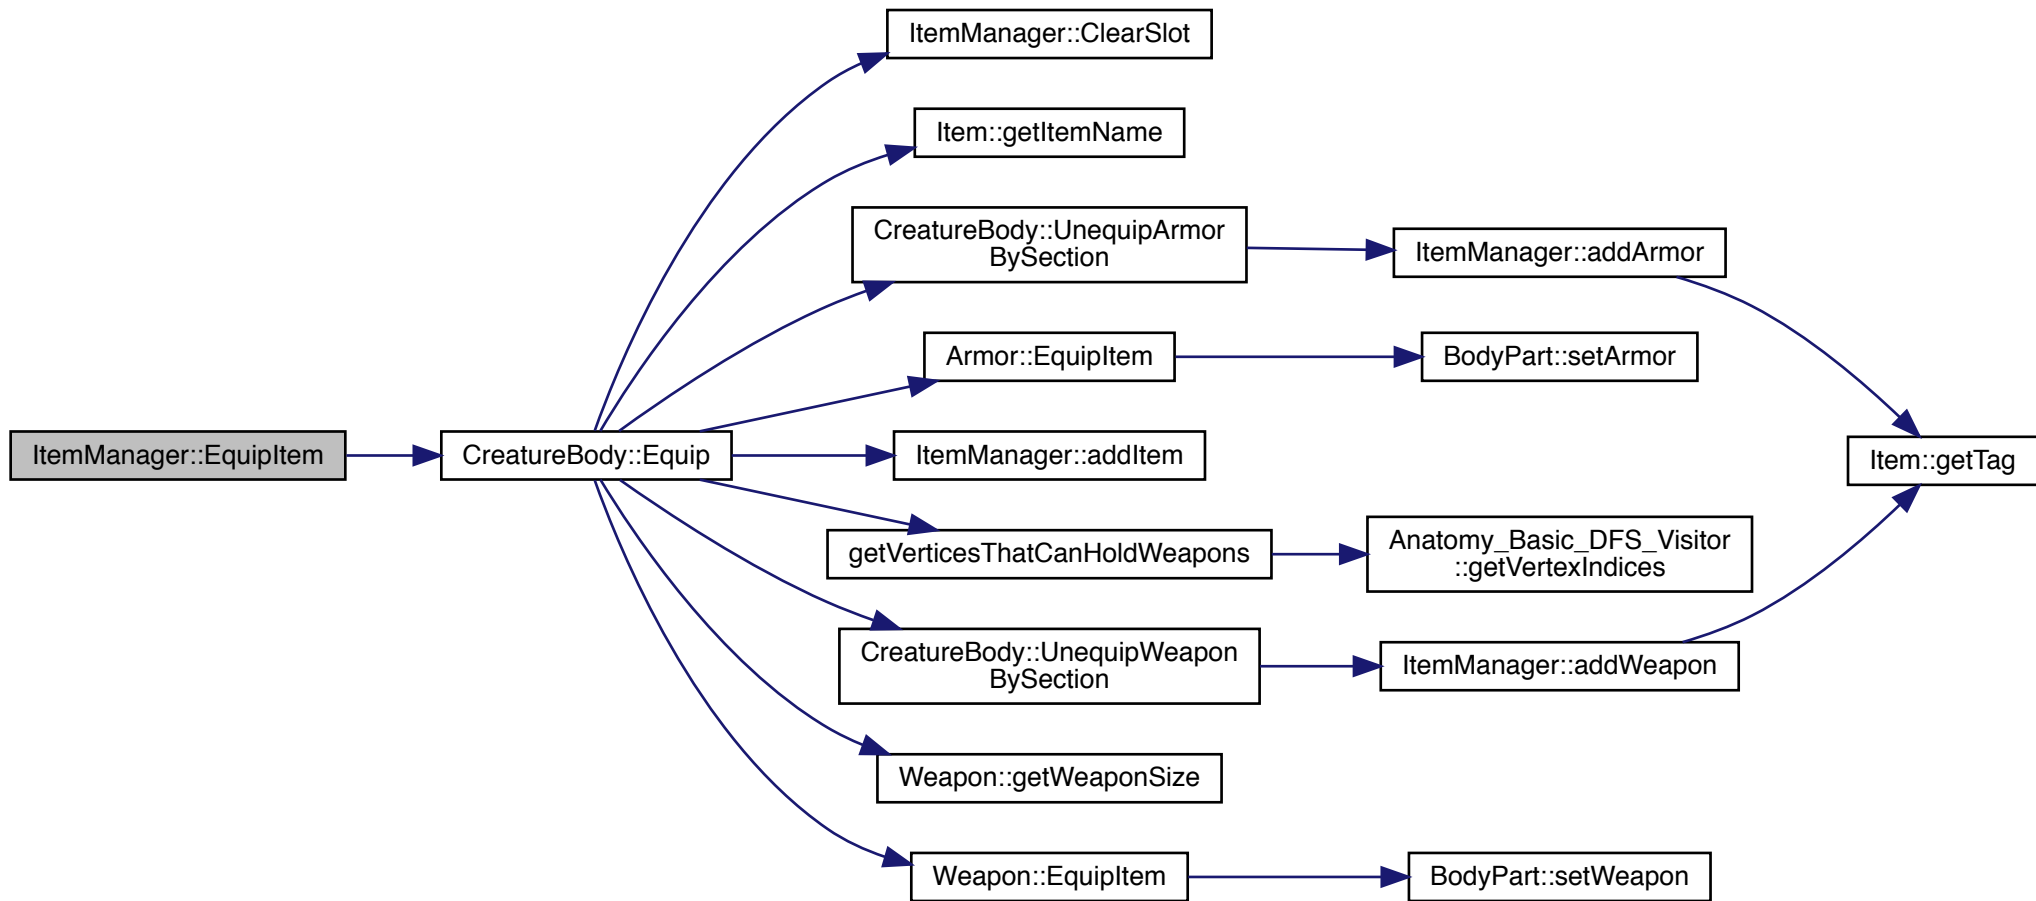 ItemManager::ClearSlot
Item::getItemName
CreatureBody::UnequipArmor
BySection
ItemManager::addArmor
Armor::EquipItem
BodyPart::setArmor
ItemManager::EquipItem
CreatureBody::Equip
ItemManager::addItem
Item::getTag
getVerticesThatCanHoldWeapons
Anatomy_Basic_DFS_Visitor
::getVertexIndices
CreatureBody::UnequipWeapon
BySection
ItemManager::addWeapon
Weapon::getWeaponSize
Weapon::EquipItem
BodyPart::setWeapon